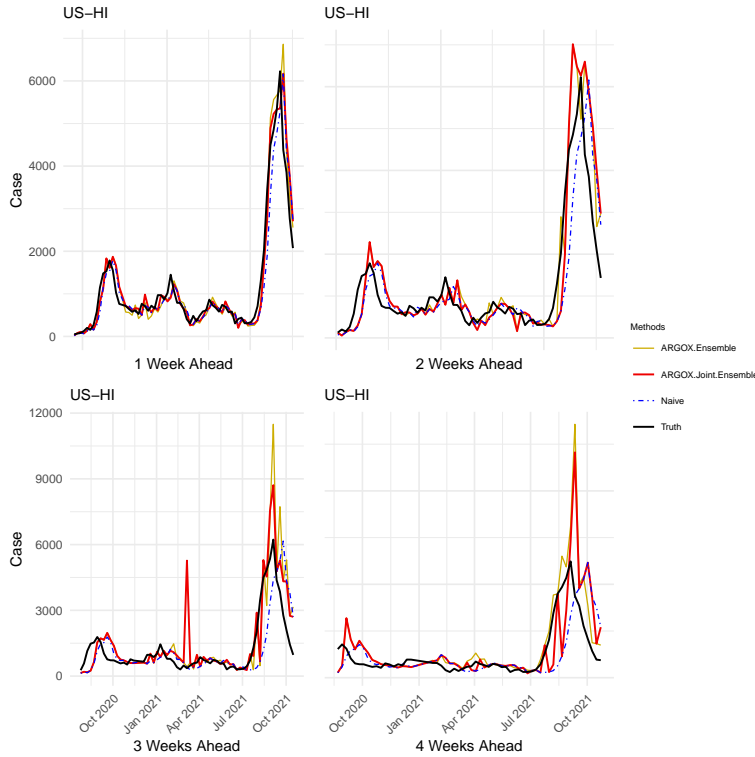 US−HI
US−HI
Case
6000
4000
2000
0
1 Week Ahead
2 Weeks Ahead
Methods
ARGOX.Ensemble
ARGOX.Joint.Ensemble
Naive
Truth
US−HI
US−HI
Case
12000
9000
6000
3000
0
Oct 2020
Jan 2021
Apr 2021
Jul 2021
Oct 2021
Oct 2020
Jan 2021
Apr 2021
Jul 2021
Oct 2021
3 Weeks Ahead
4 Weeks Ahead